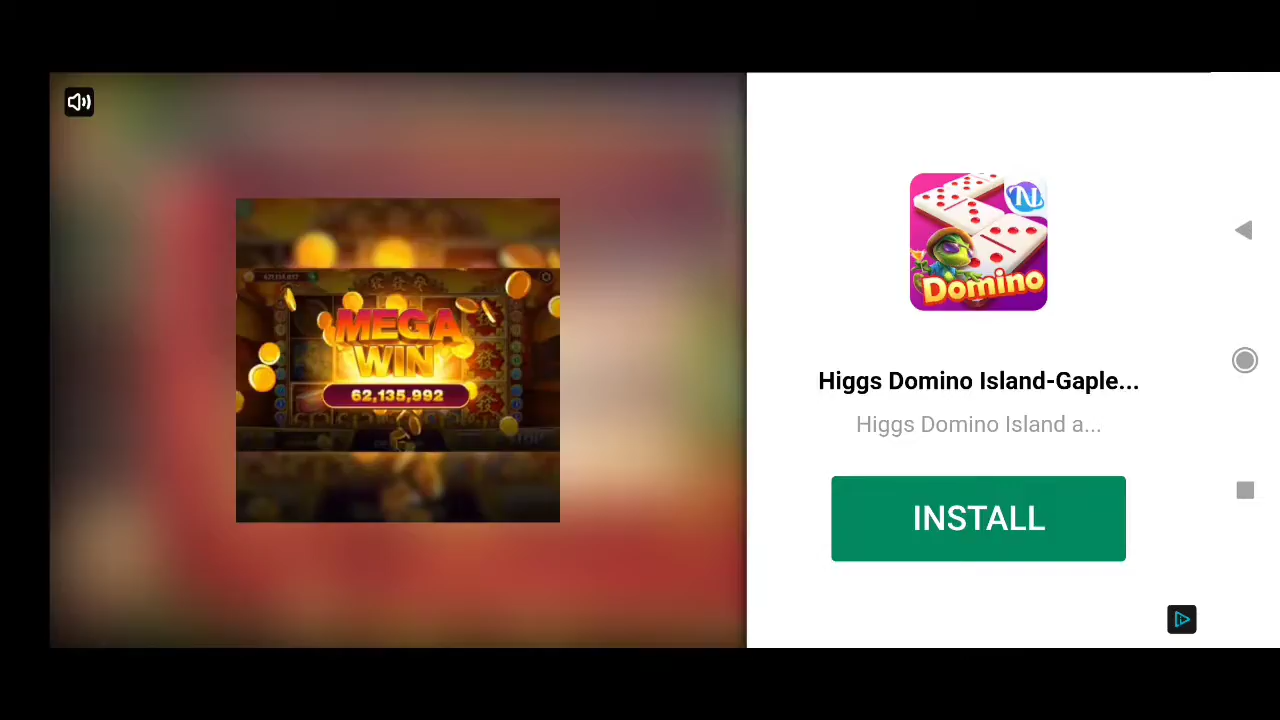 MEGA
WIN
62,135,992
N
Domino
Higgs Domino Island-Gaple...
Higgs Domino Island a...
INSTALL